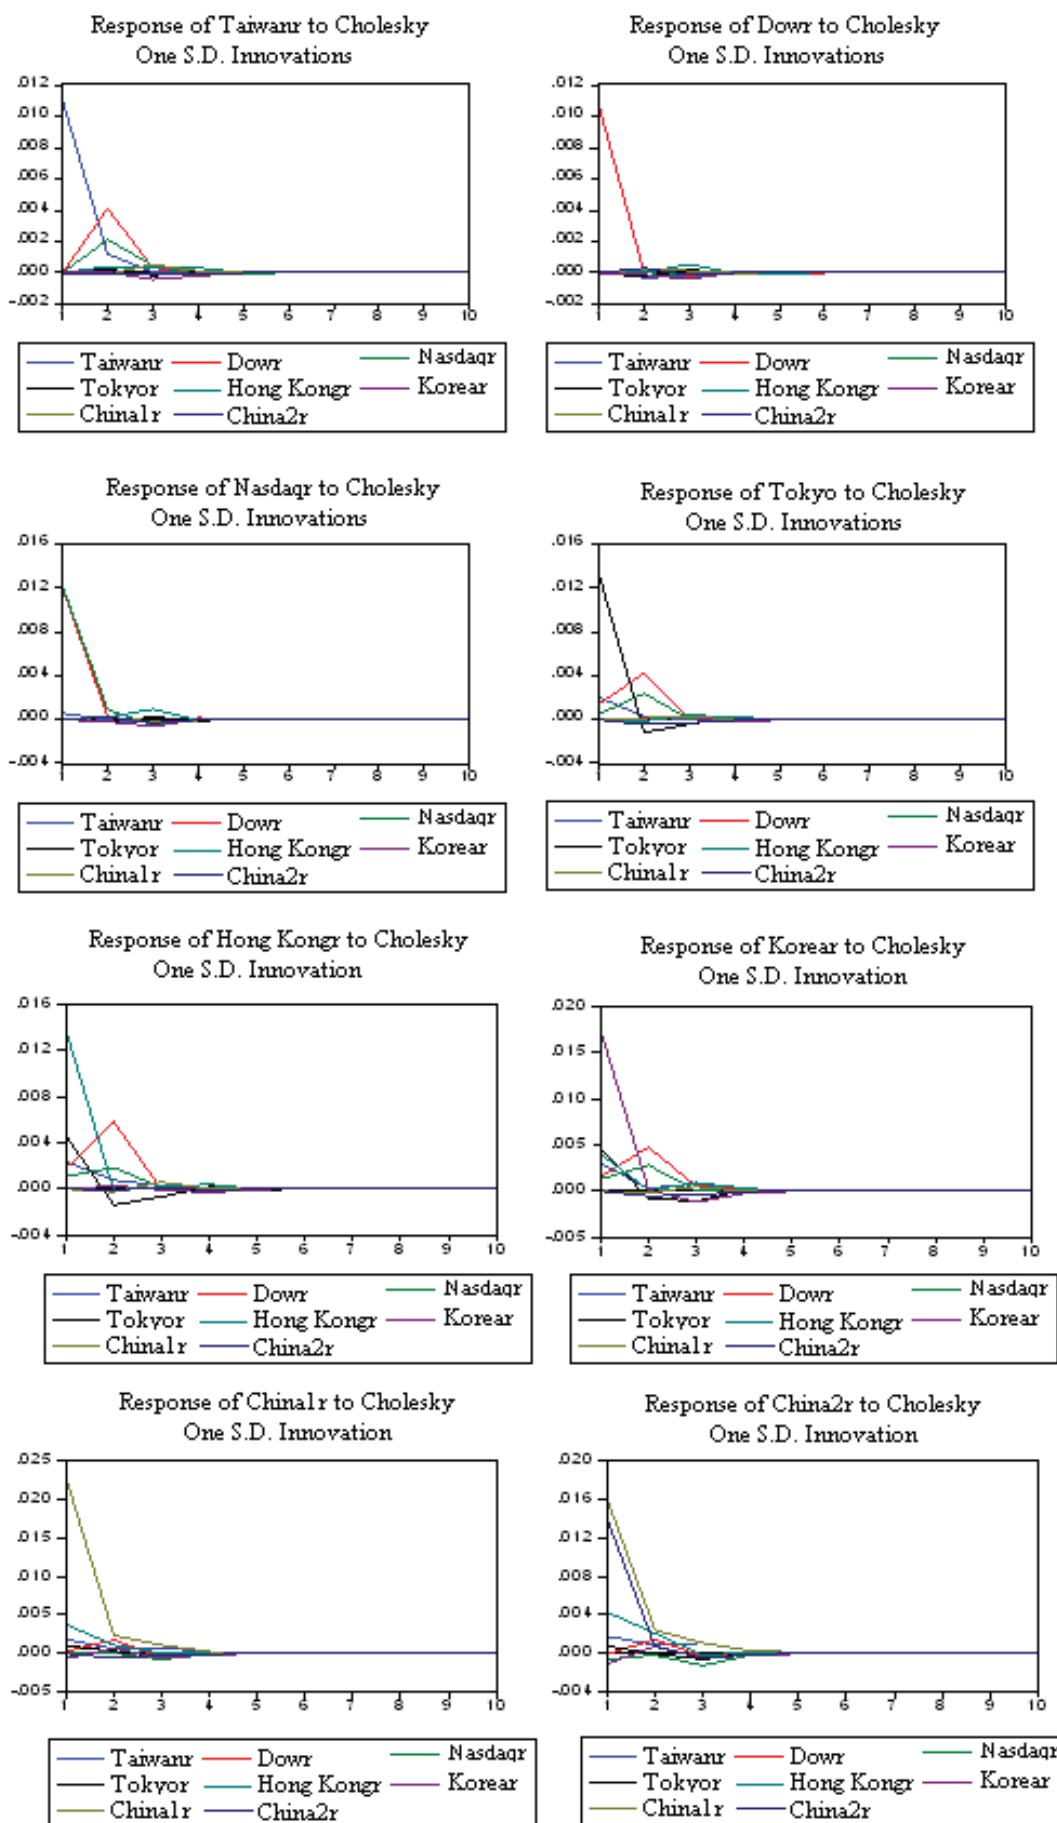 Response of Taiwanr to Cholesky
One S.D. Innovations
.012
.010
.008
.006
.004
.002
.000
-.002
1 2 3 4 5 6 7 8 9 10
Taiwanr Dowr Nasdaqr
Tokyor Hong Kongr Korear
China1r China2r
Response of Dowr to Cholesky
One S.D. Innovations
.012
.010
.008
.006
.004
.002
.000
-.002
1 2 3 4 5 6 7 8 9 10
Taiwanr Dowr Nasdaqr
Tokyor Hong Kongr Korear
China1r China2r
Response of Nasdaqr to Cholesky
One S.D. Innovations
.016
.012
.008
.004
.000
-.004
1 2 3 4 5 6 7 8 9 10
Taiwanr Dowr Nasdaqr
Tokyor Hong Kongr Korear
China1r China2r
Response of Tokyo to Cholesky
One S.D. Innovations
.016
.012
.008
.004
.000
-.004
1 2 3 4 5 6 7 8 9 10
Taiwanr Dowr Nasdaqr
Tokyor Hong Kongr Korear
China1r China2r
Response of Hong Kongr to Cholesky
One S.D. Innovation
.016
.012
.008
.004
.000
-.004
1 2 3 4 5 6 7 8 9 10
Taiwanr Dowr Nasdaqr
Tokyor Hong Kongr Korear
China1r China2r
Response of Korear to Cholesky
One S.D. Innovation
.020
.015
.010
.005
.000
-.005
1 2 3 4 5 6 7 8 9 10
Taiwanr Dowr Nasdaqr
Tokyor Hong Kongr Korear
China1r China2r
Response of China1r to Cholesky
One S.D. Innovation
.025
.020
.015
.010
.005
.000
-.005
1 2 3 4 5 6 7 8 9 10
Taiwanr Dowr Nasdaqr
Tokyor Hong Kongr Korear
China1r China2r
Response of China2r to Cholesky
One S.D. Innovation
.020
.016
.012
.008
.004
.000
-.004
1 2 3 4 5 6 7 8 9 10
Taiwanr Dowr Nasdaqr
Tokyor Hong Kongr Korear
China1r China2r